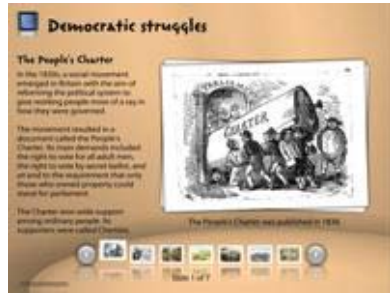 Democratic struggles
The People's Charter
In the 1830s, a social movement
emerged in Britain with the aim of
reforming the political system to
give working people more of a say in
how they were governed.
The movement resulted in a
document called the People's
Charter. Its main demands included
the right to vote for all adult men,
the right to vote by secret ballot, and
an end to the requirement that only
those who owned property could
stand for parliament.
The Charter won wide support
among ordinary people. Its
supporters were called Chartists.
CHARTER
The People's Charter was published in 1838.
Slide 1 of 7